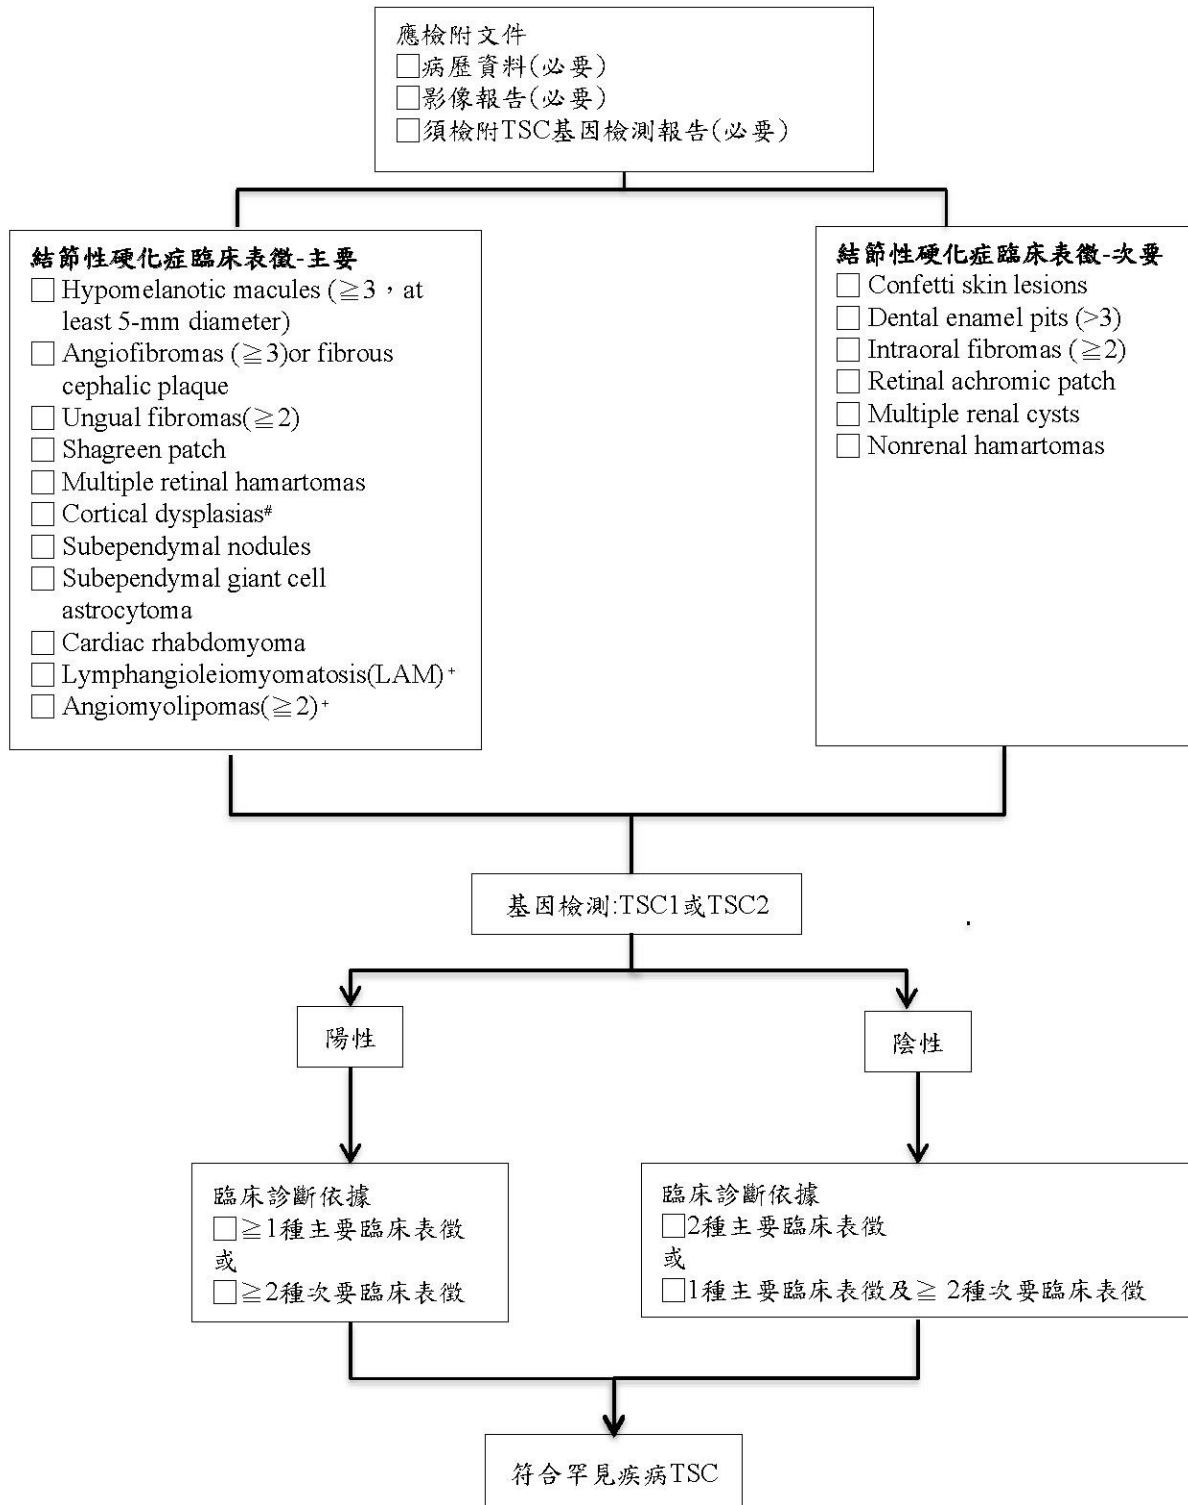 應檢附文件
□病歷資料(必要)
□影像報告(必要)
□須檢附TSC基因檢測報告(必要)
結節性硬化症臨床表徵-主要
□ Hypomelanotic macules (≧3，at
least 5-mm diameter)
□ Angiofibromas (≧3)or fibrous
cephalic plaque
□ Ungual fibromas(≧2)
□ Shagreen patch
□ Multiple retinal hamartomas
□ Cortical dysplasias#
□ Subependymal nodules
□ Subependymal giant cell
astrocytoma
□ Cardiac rhabdomyoma
□ Lymphangioleiomyomatosis(LAM)+
□ Angiomyolipomas(≧2)+
結節性硬化症臨床表徵-次要
□ Confetti skin lesions
□ Dental enamel pits (>3)
□ Intraoral fibromas (≧2)
□ Retinal achromic patch
□ Multiple renal cysts
□ Nonrenal hamartomas
基因檢測:TSC1或TSC2
陽性
陰性
臨床診斷依據
□≧1種主要臨床表徵
或
□≧2種次要臨床表徵
臨床診斷依據
□2種主要臨床表徵
或
□1種主要臨床表徵及≧ 2種次要臨床表徵
符合罕見疾病TSC